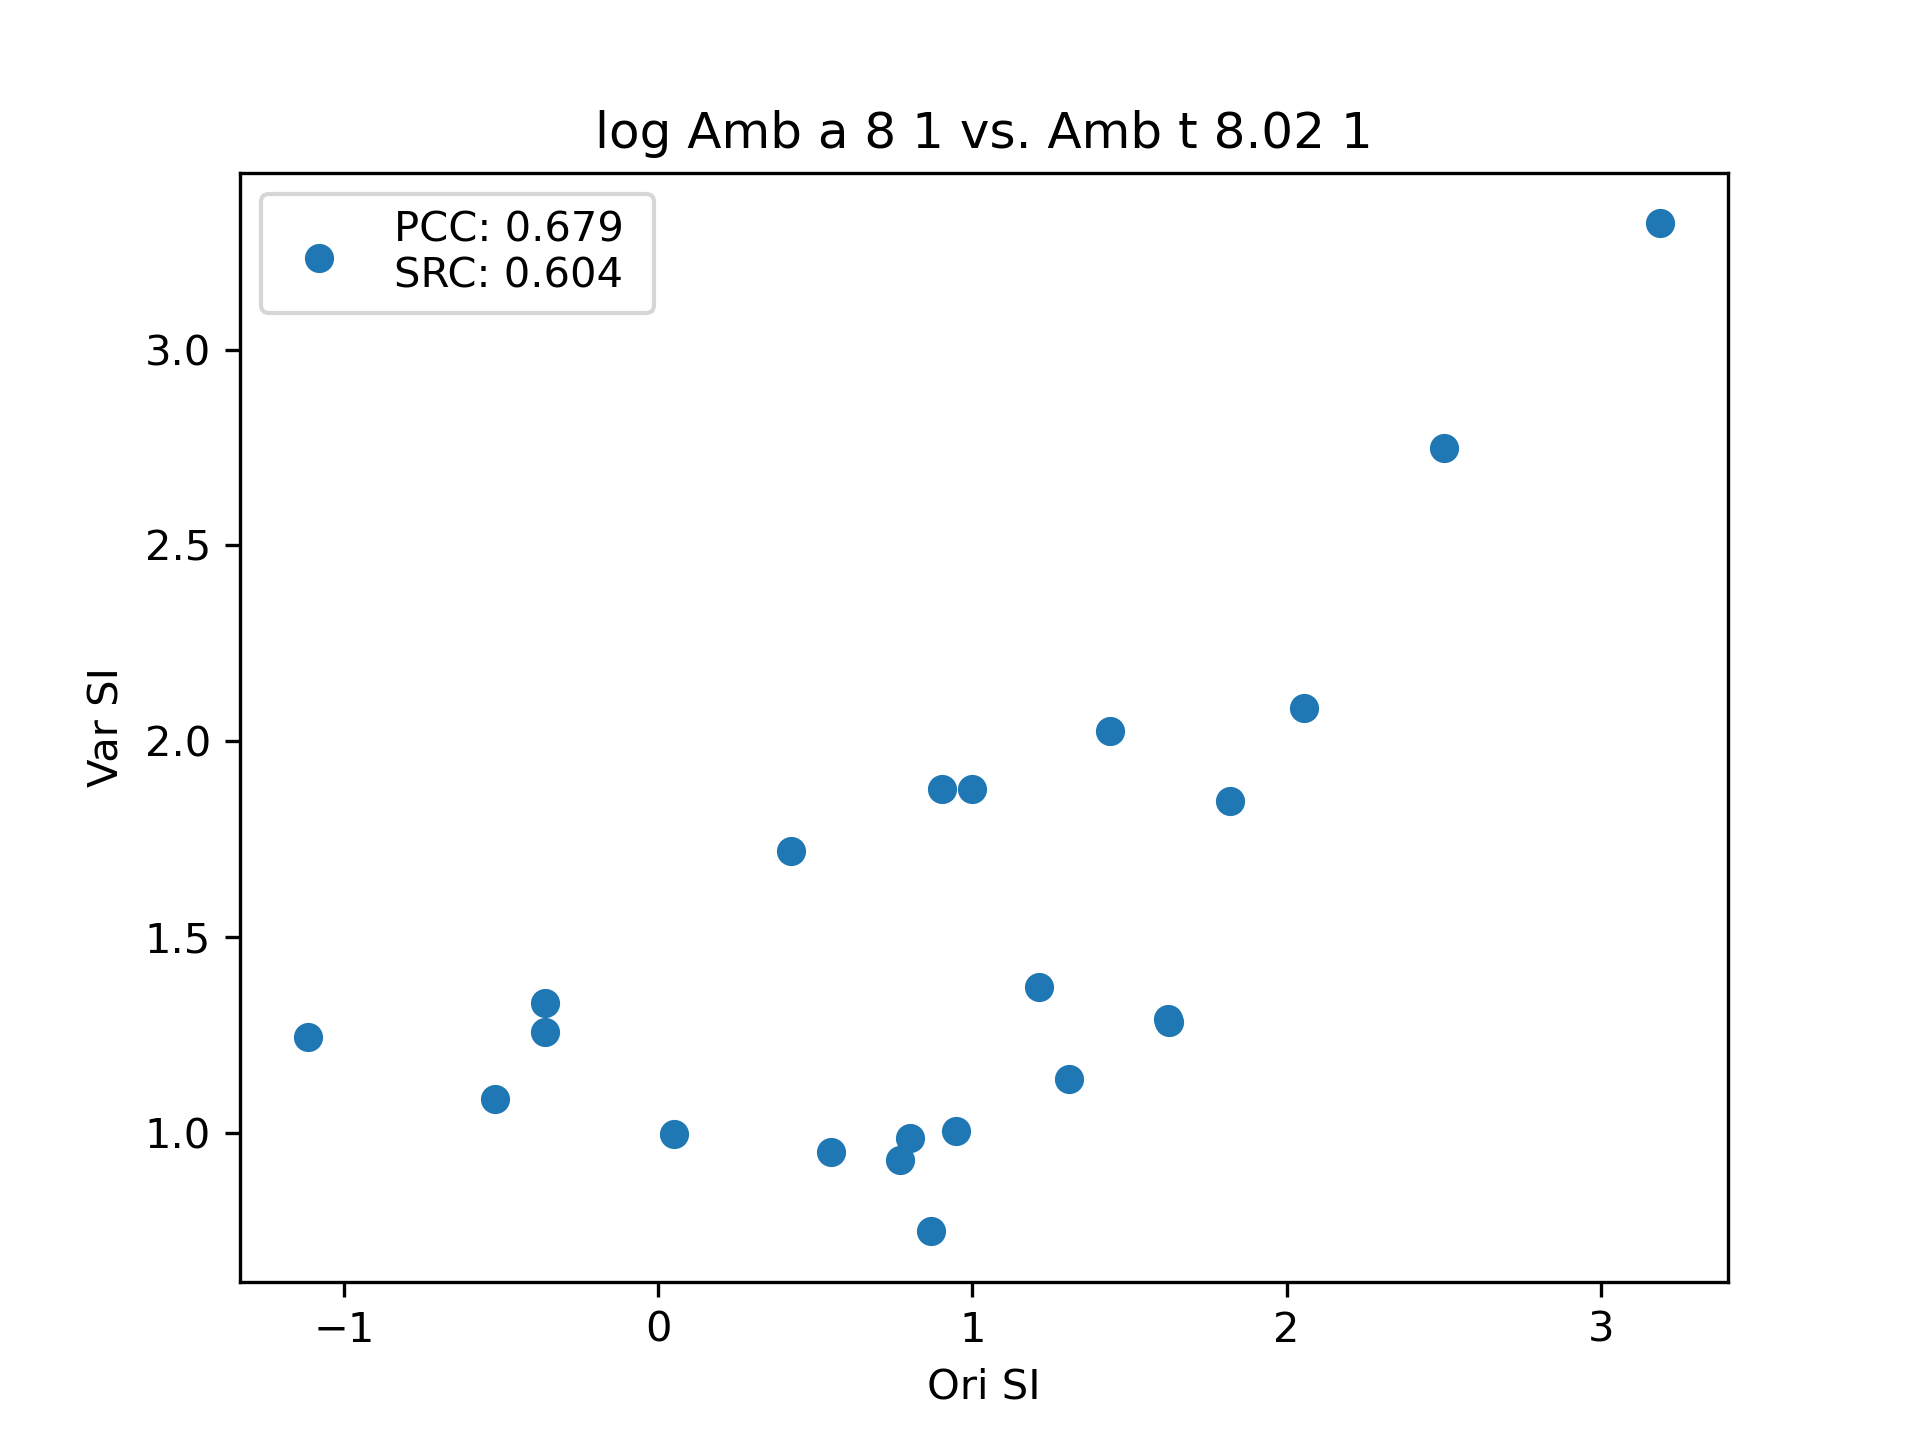 log Amb a 8 1 vs. Amb t 8.02 1
PCC: 0.679
SRC: 0.604
3.0
2.5
2.0
1.5
1.0
Var SI
−1 0 1 2 3
Ori SI